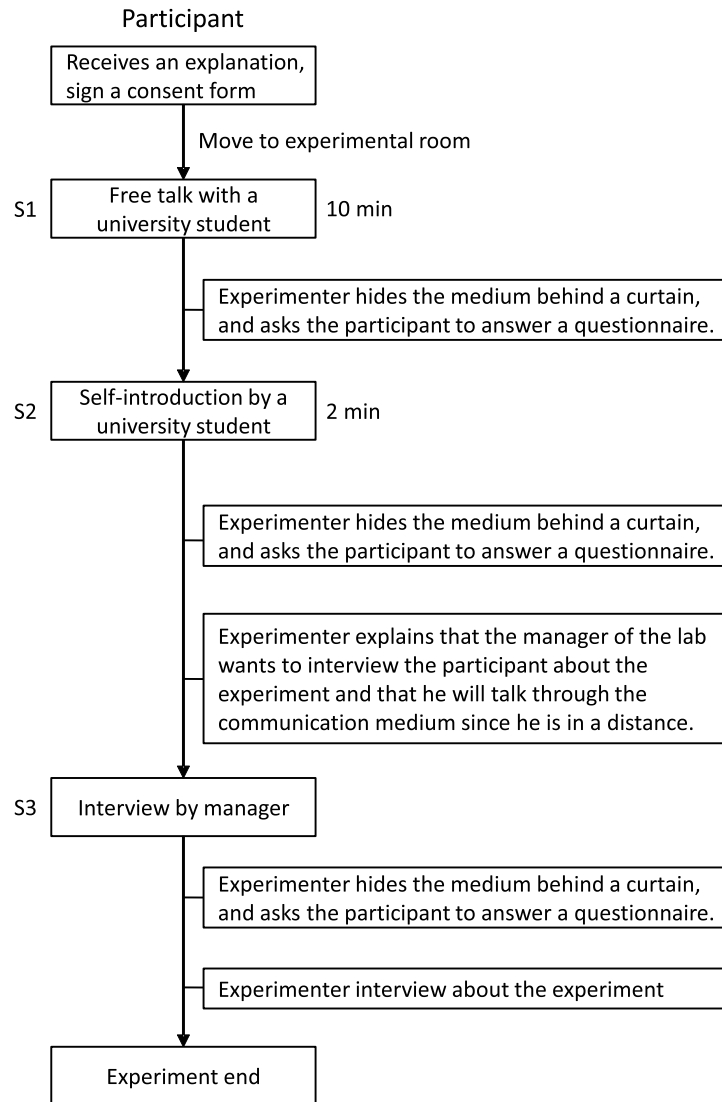 Participant
Receives an explanation,
sign a consent form
Move to experimental room
S1
Free talk with a
university student
10 min
Experimenter hides the medium behind a curtain,
and asks the participant to answer a questionnaire.
S2
Self-introduction by a
university student
2 min
Experimenter hides the medium behind a curtain,
and asks the participant to answer a questionnaire.
Experimenter explains that the manager of the lab
wants to interview the participant about the
experiment and that he will talk through the
communication medium since he is in a distance.
S3
Interview by manager
Experimenter hides the medium behind a curtain,
and asks the participant to answer a questionnaire.
Experimenter interview about the experiment
Experiment end